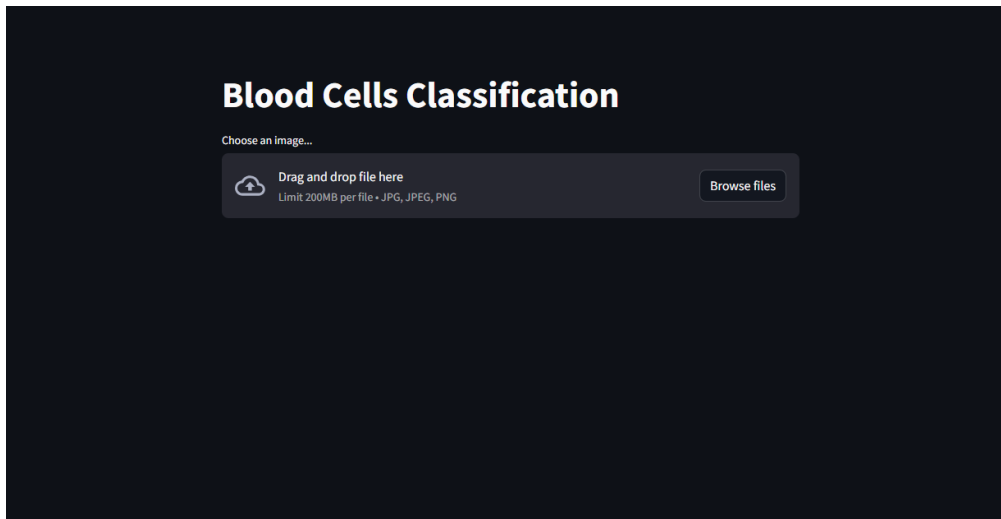 Blood Cells Classification
Choose an image...
Drag and drop file here
Limit 200MB per file • JPG, JPEG, PNG
Browse files